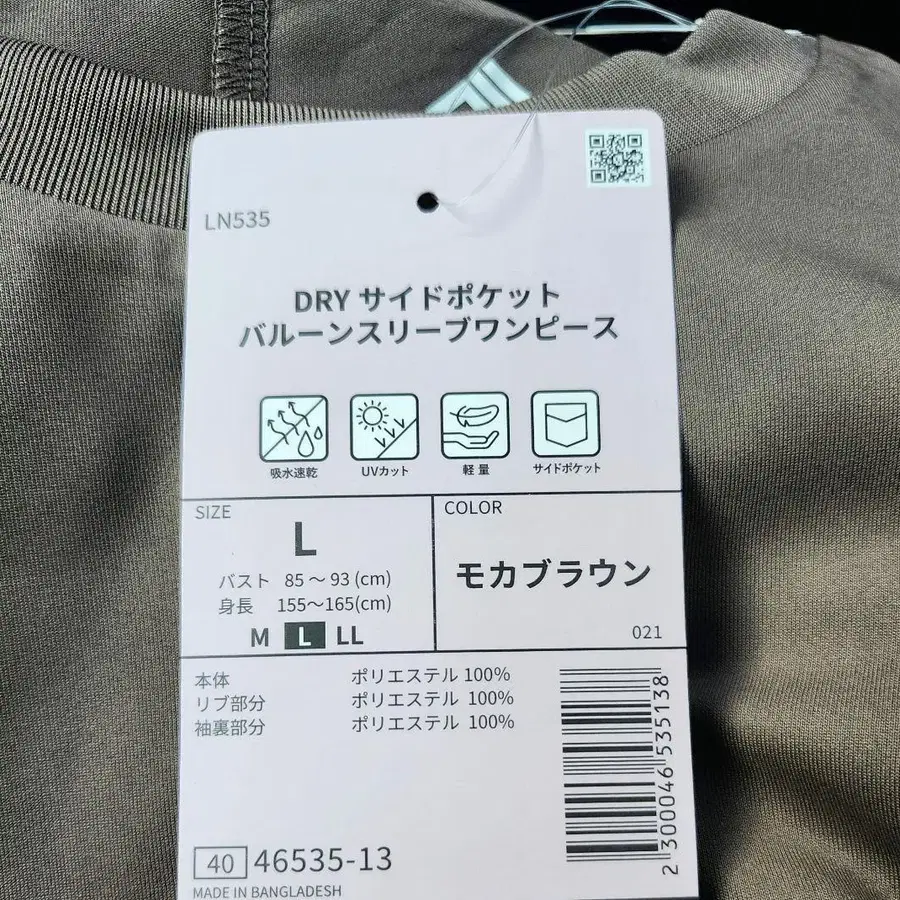 LN535
DRY サイドポケット
バルーンスリーブワンピース
吸水速乾 UVカット 軽量 サイドポケット
SIZE
L
バスト 85～93(cm)
身長 155～165(cm)
M L LL
COLOR
モカブラウン
021
本体 ポリエステル 100%
リブ部分 ポリエステル 100%
袖裏部分 ポリエステル 100%
2 300046 535138
40 46535-13
MADE IN BANGLADESH